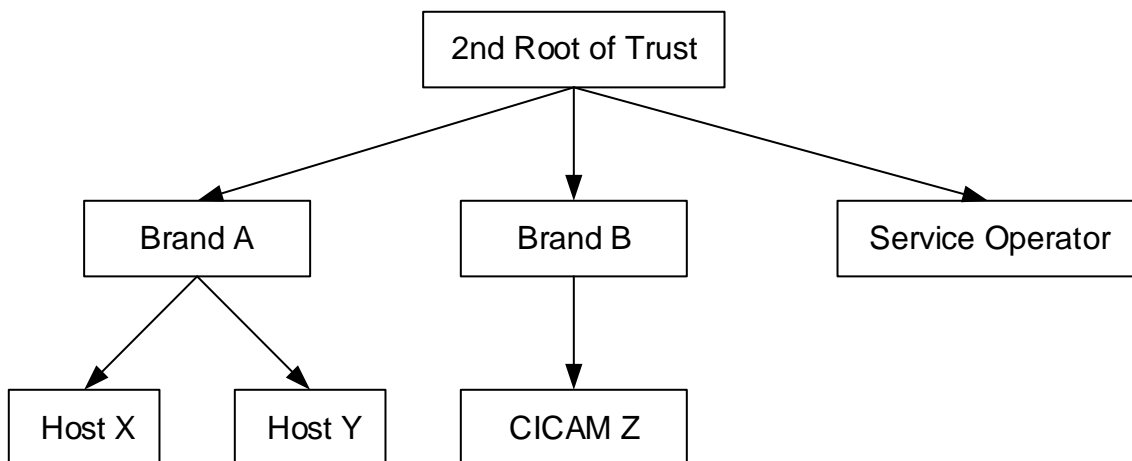 2nd Root of Trust
Brand A
Brand B
Service Operator
Host X
Host Y
CICAM Z